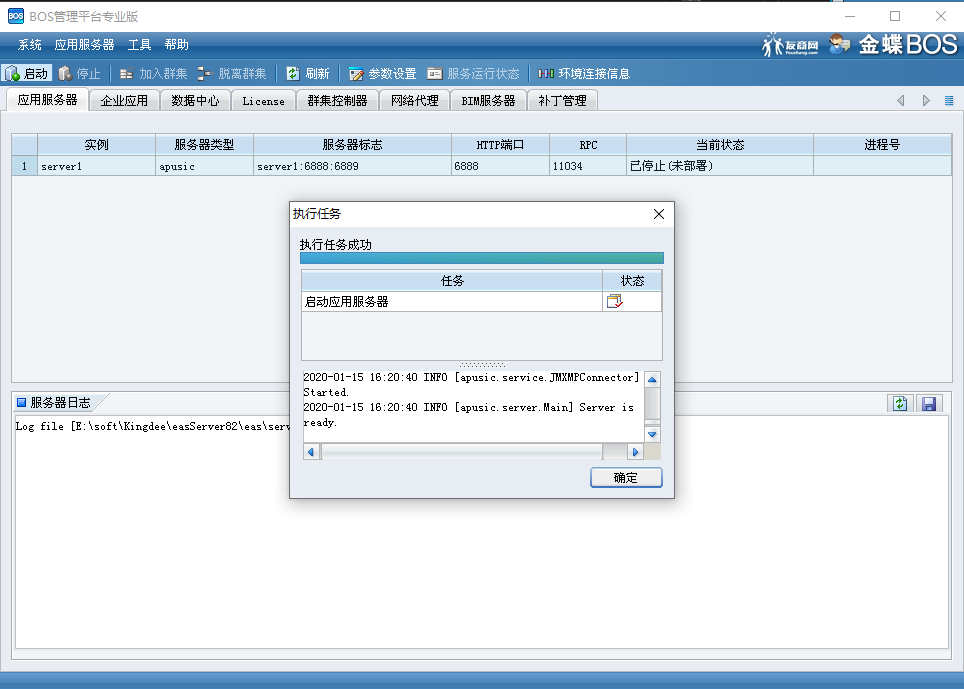 BOS BOS管理平台专业版
系统 应用服务器 工具 帮助
友商网 Youshang.com 金蝶BOS
启动 停止 加入群集 脱离群集 刷新 参数设置 服务运行状态 环境连接信息
应用服务器 企业应用 数据中心 License 群集控制器 网络代理 BIM服务器 补丁管理
实例 服务器类型 服务器标志 HTTP端口 RPC 当前状态 进程号
1 server1 apusic server1:6888:6889 6888 11034 已停止(未部署)
执行任务
执行任务成功
任务 状态
启动应用服务器
2020-01-15 16:20:40 INFO [apusic.service.JMXMPConnector]
Started.
2020-01-15 16:20:40 INFO [apusic.server.Main] Server is
ready.
确定
服务器日志
Log file [E:\soft\Kingdee\easServer82\eas\serv